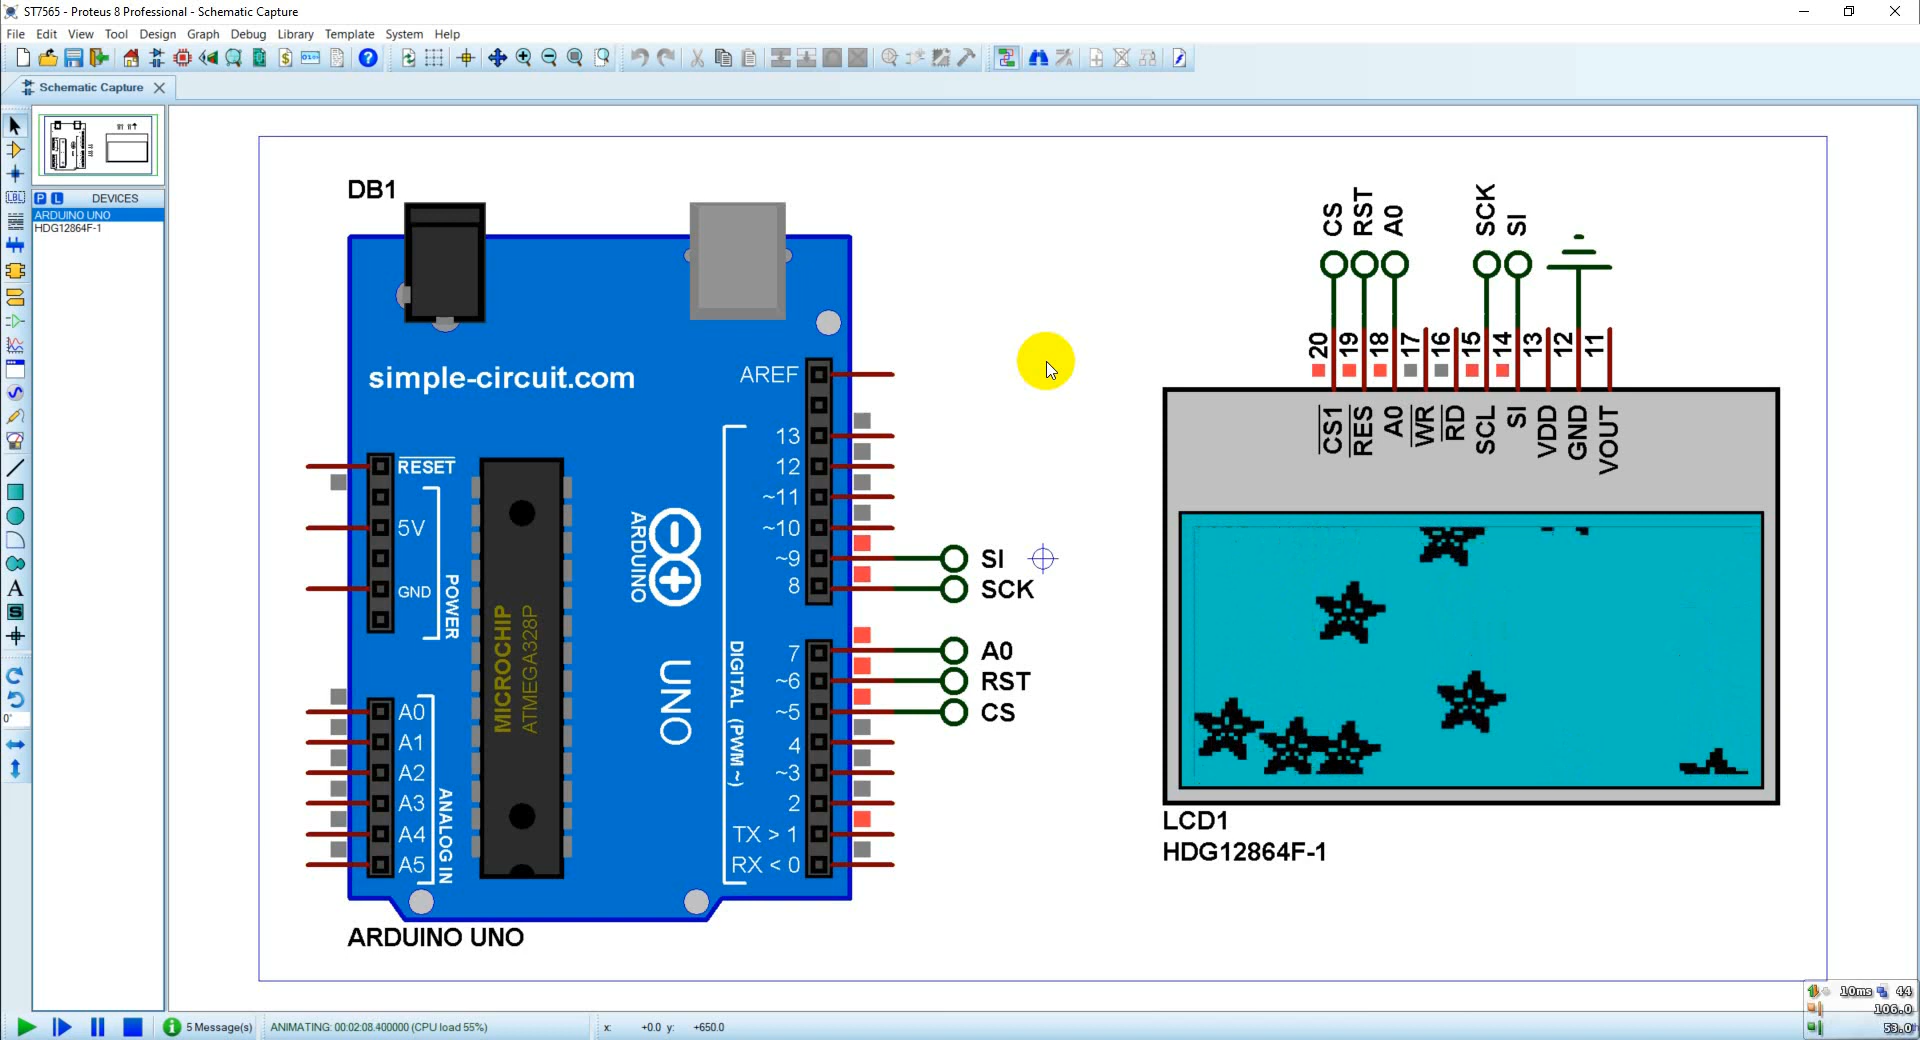 ST7565 - Proteus 8 Professional - Schematic Capture
File Edit View Tool Design Graph Debug Library Template System Help
Schematic Capture
P L DEVICES
ARDUINO UNO
HDG12864F-1
LBL
A
S
0°
DB1
simple-circuit.com
RESET
5V
GND
POWER
A0
A1
A2
A3
A4
A5
ANALOG IN
MICROCHIP
ATMEGA328P
ARDUINO
UNO
AREF
13
12
~11
~10
~9
8
7
~6
~5
4
~3
2
TX > 1
RX < 0
DIGITAL (PWM ~)
SI
SCK
A0
RST
CS
ARDUINO UNO
CS RST A0 SCK SI
20 19 18 17 16 15 14 13 12 11
CS1 RES A0 WR RD SCL SI VDD GND VOUT
LCD1
HDG12864F-1
5 Message(s) ANIMATING: 00:02:08.400000 (CPU load 55%) x: +0.0 y: +650.0
10ms 44
106.0
53.0